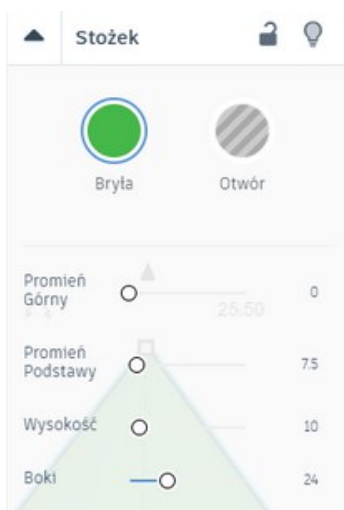 Stożek
Bryła Otwór
Promień
Górny 0
25,50
Promień
Podstawy 7.5
Wysokość 10
Boki 24